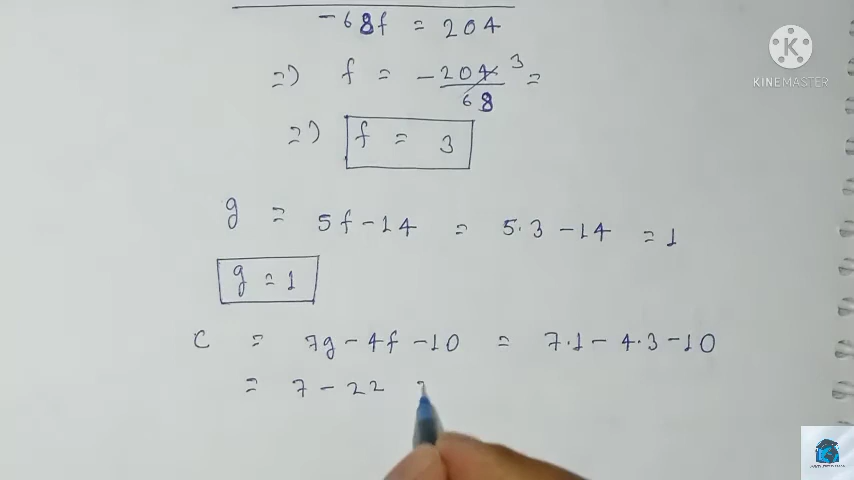 -68f = 204
=) f = -204/68 3 =
=) f = 3
g = 5f-14 = 5·3 -14 = 1
g = 1
C = 7g - 4f -10 = 7·1 - 4·3 -10
= 7 - 22
K
KINEMASTER